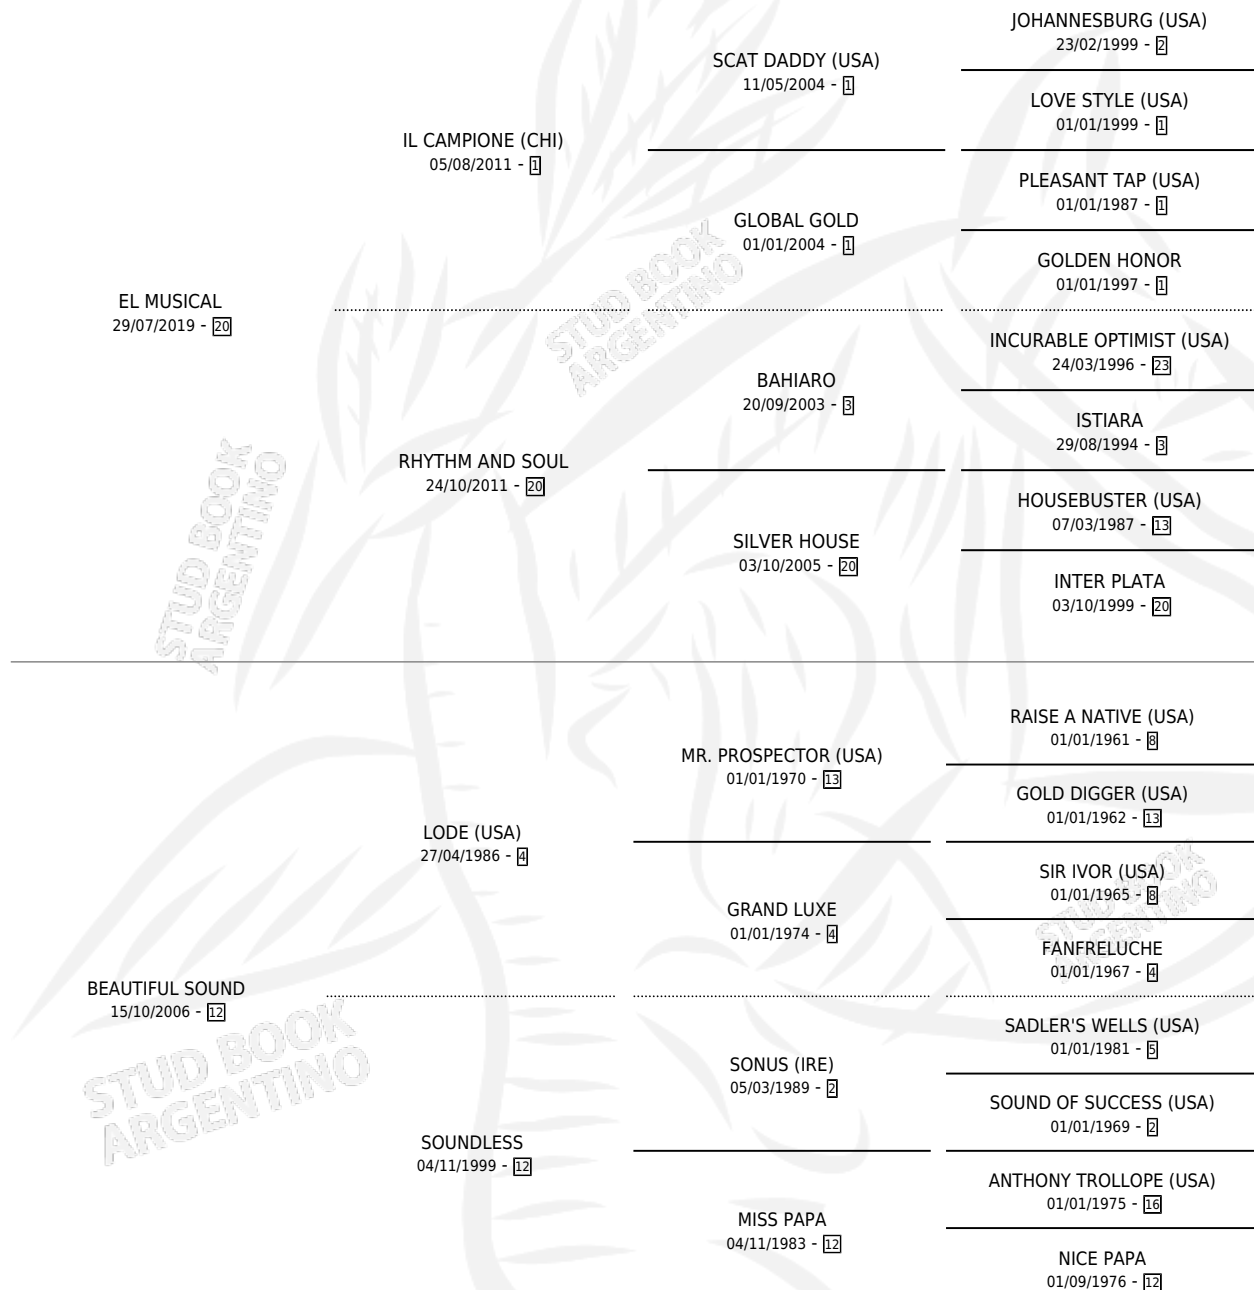 JOHANNESBURG (USA)
23/02/1999 - 2
SCAT DADDY (USA)
11/05/2004 - 1
LOVE STYLE (USA)
01/01/1999 - 1
IL CAMPIONE (CHI)
05/08/2011 - 1
PLEASANT TAP (USA)
01/01/1987 - 1
GLOBAL GOLD
01/01/2004 - 1
GOLDEN HONOR
01/01/1997 - 1
EL MUSICAL
29/07/2019 - 20
INCURABLE OPTIMIST (USA)
24/03/1996 - 23
BAHIARO
20/09/2003 - 3
ISTIARA
29/08/1994 - 3
RHYTHM AND SOUL
24/10/2011 - 20
HOUSEBUSTER (USA)
07/03/1987 - 13
SILVER HOUSE
03/10/2005 - 20
INTER PLATA
03/10/1999 - 20
RAISE A NATIVE (USA)
01/01/1961 - 8
MR. PROSPECTOR (USA)
01/01/1970 - 13
GOLD DIGGER (USA)
01/01/1962 - 13
LODE (USA)
27/04/1986 - 4
SIR IVOR (USA)
01/01/1965 - 8
GRAND LUXE
01/01/1974 - 4
FANFRELUCHE
01/01/1967 - 4
BEAUTIFUL SOUND
15/10/2006 - 12
SADLER'S WELLS (USA)
01/01/1981 - 5
SONUS (IRE)
05/03/1989 - 2
SOUND OF SUCCESS (USA)
01/01/1969 - 2
SOUNDLESS
04/11/1999 - 12
ANTHONY TROLLOPE (USA)
01/01/1975 - 16
MISS PAPA
04/11/1983 - 12
NICE PAPA
01/09/1976 - 12
STUD BOOK
ARGENTINO
STUD BOOK
ARGENTINO
STUD BOOK
ARGENTINO
STUD BOOK
ARGENTINO